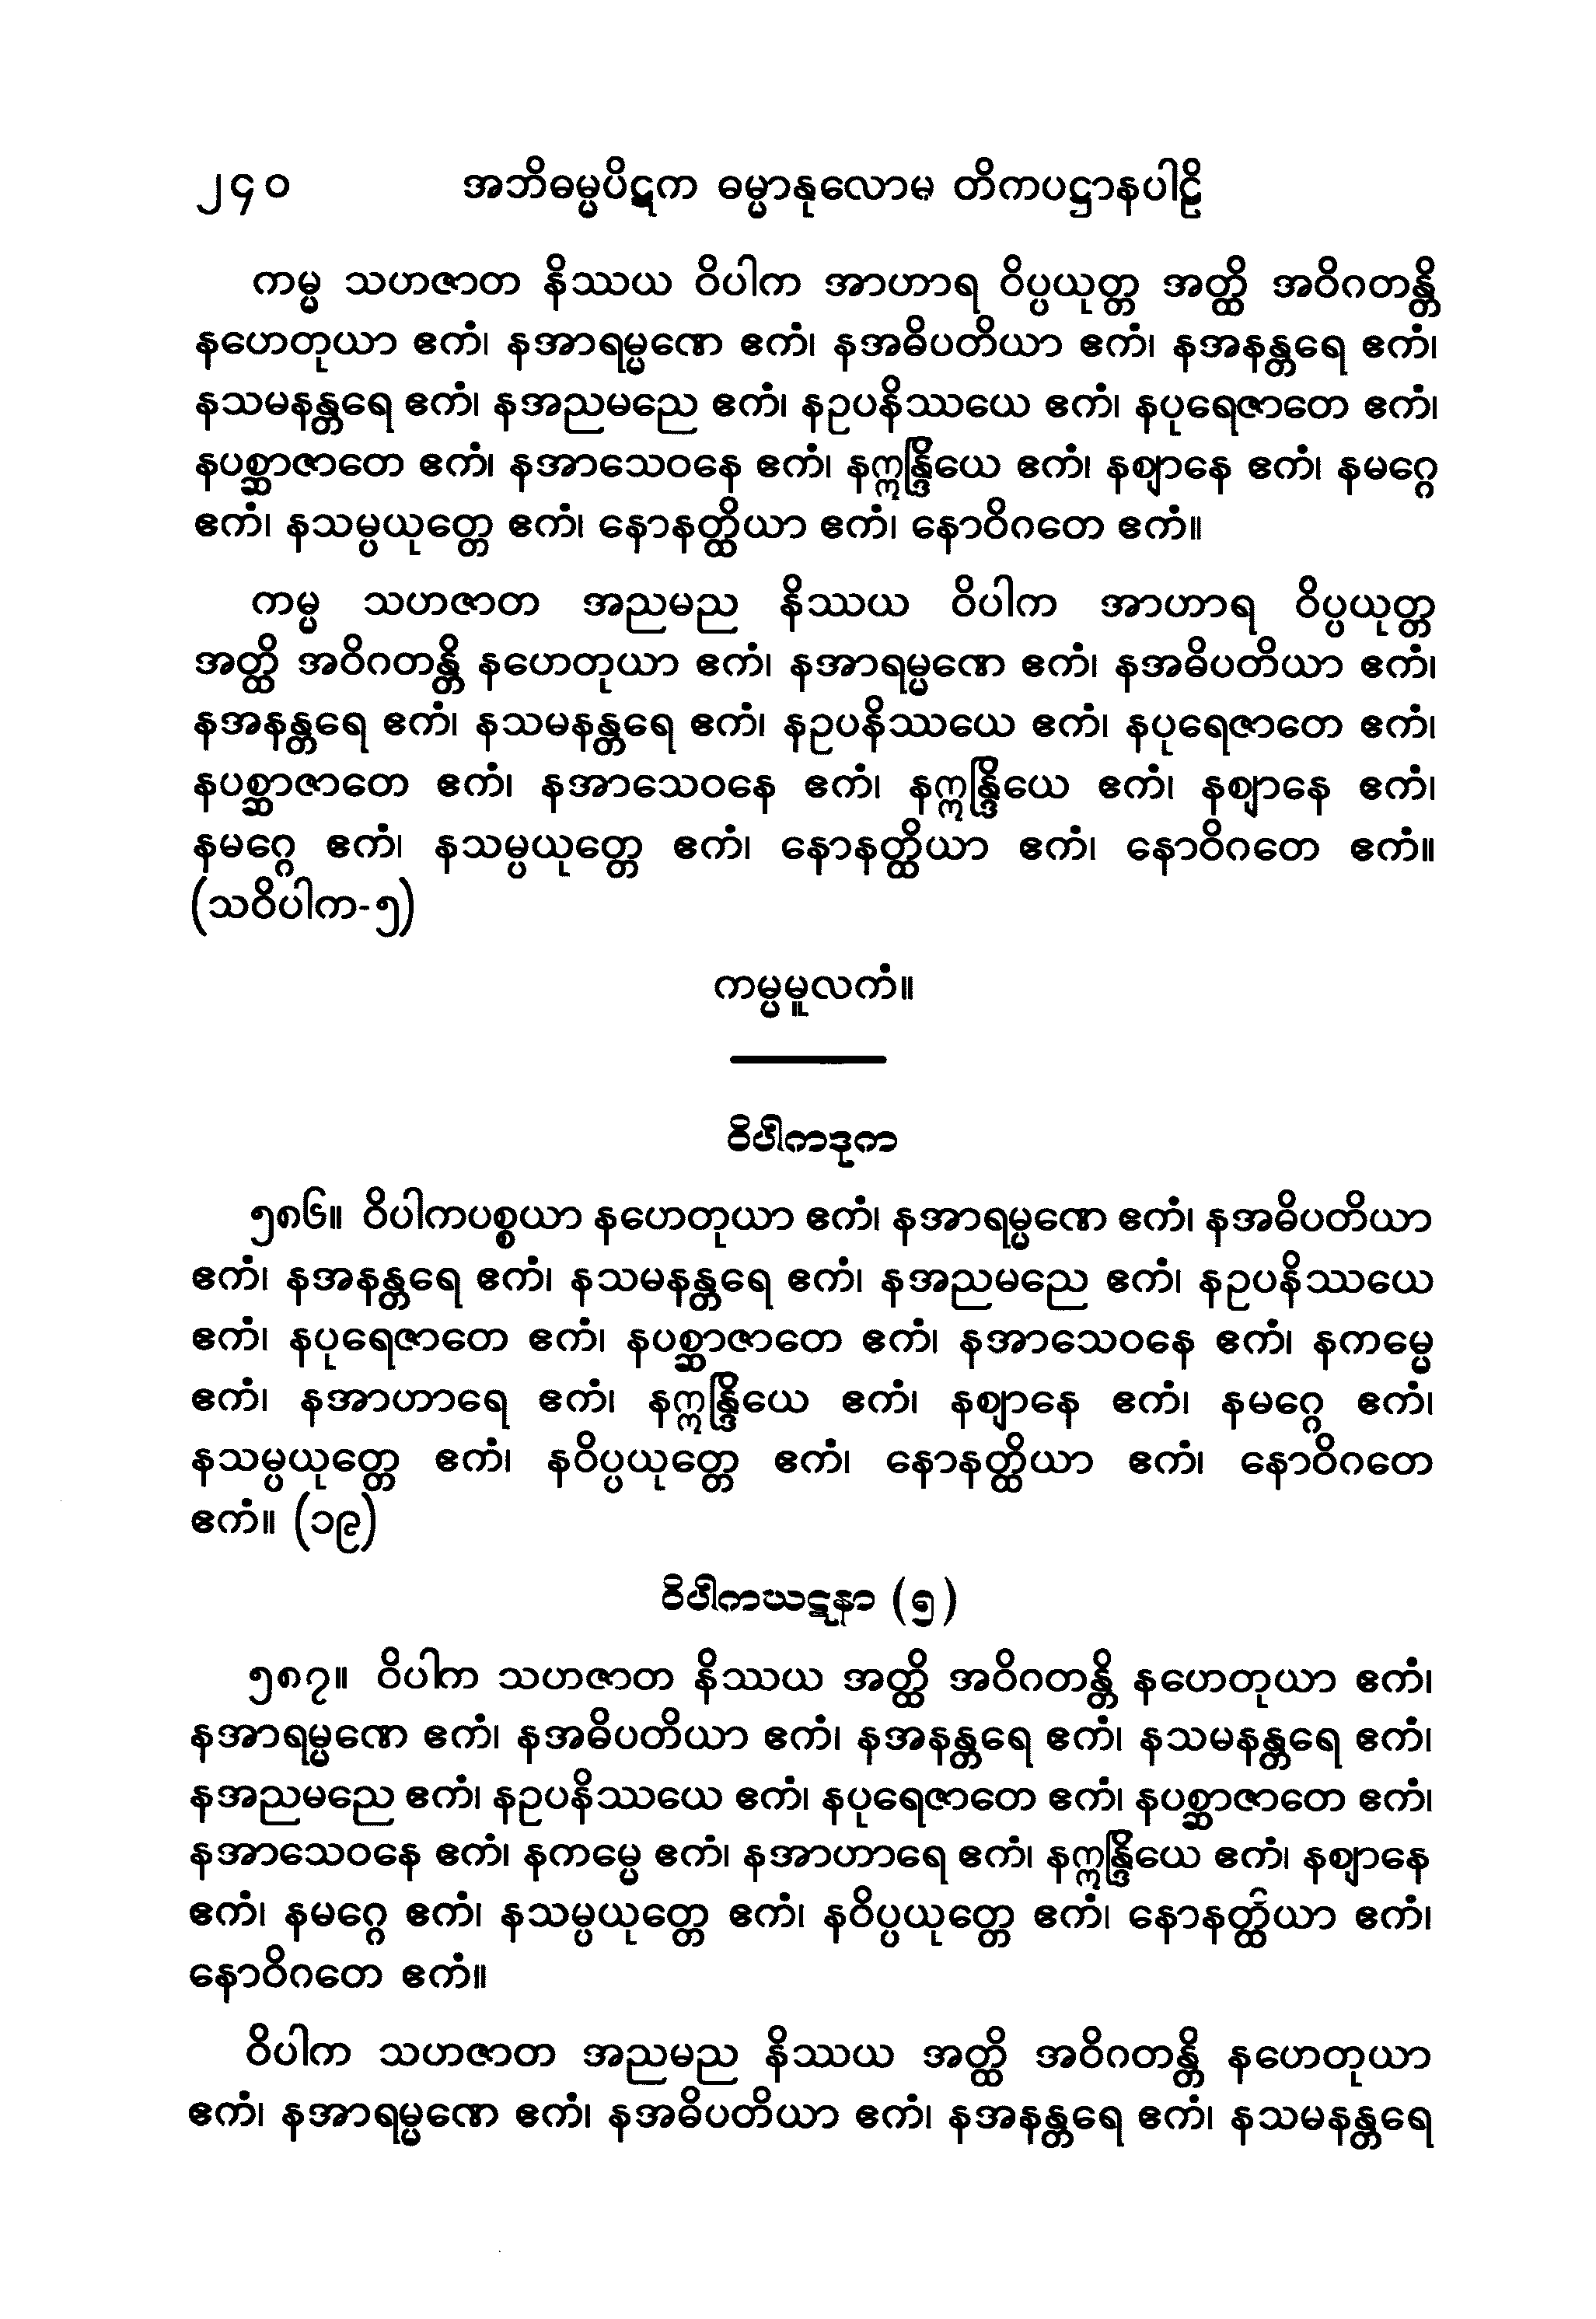 ၂၄၀ အဘိဓမ္မပိဋက ဓမ္မာနုလောမ တိကပဋ္ဌာနပါဠိ
ကမ္မ သဟဇာတ နိဿယ ဝိပါက အာဟာရ ဝိပ္ပယုတ္တ အတ္ထိ အဝိဂတန္တိ
နဟေတုယာ ဧကံ၊ နအာရမ္မဏေ ဧကံ၊ နအဓိပတိယာ ဧကံ၊ နအနန္တရေ ဧကံ၊
နသမနန္တရေ ဧကံ၊ နအညမညေ ဧကံ၊ နဥပနိဿယေ ဧကံ၊ နပုရေဇာတေ ဧကံ၊
နပစ္ဆာဇာတေ ဧကံ၊ နအာသေဝနေ ဧကံ၊ နဣန္ဒြိယေ ဧကံ၊ နဈာနေ ဧကံ၊ နမဂ္ဂေ
ဧကံ၊ နသမ္ပယုတ္တေ ဧကံ၊ နောနတ္ထိယာ ဧကံ၊ နောဝိဂတေ ဧကံ။
ကမ္မ သဟဇာတ အညမည နိဿယ ဝိပါက အာဟာရ ဝိပ္ပယုတ္တ
အတ္ထိ အဝိဂတန္တိ နဟေတုယာ ဧကံ၊ နအာရမ္မဏေ ဧကံ၊ နအဓိပတိယာ ဧကံ၊
နအနန္တရေ ဧကံ၊ နသမနန္တရေ ဧကံ၊ နဥပနိဿယေ ဧကံ၊ နပုရေဇာတေ ဧကံ၊
နပစ္ဆာဇာတေ ဧကံ၊ နအာသေဝနေ ဧကံ၊ နဣန္ဒြိယေ ဧကံ၊ နဈာနေ ဧကံ၊
နမဂ္ဂေ ဧကံ၊ နသမ္ပယုတ္တေ ဧကံ၊ နောနတ္ထိယာ ဧကံ၊ နောဝိဂတေ ဧကံ။
(သဝိပါက-၅)
ကမ္မမူလကံ။
ဝိပါကဒုက
၅၈၆။ ဝိပါကပစ္စယာ နဟေတုယာ ဧကံ၊ နအာရမ္မဏေ ဧကံ၊ နအဓိပတိယာ
ဧကံ၊ နအနန္တရေ ဧကံ၊ နသမနန္တရေ ဧကံ၊ နအညမညေ ဧကံ၊ နဥပနိဿယေ
ဧကံ၊ နပုရေဇာတေ ဧကံ၊ နပစ္ဆာဇာတေ ဧကံ၊ နအာသေဝနေ ဧကံ၊ နကမ္မေ
ဧကံ၊ နအာဟာရေ ဧကံ၊ နဣန္ဒြိယေ ဧကံ၊ နဈာနေ ဧကံ၊ နမဂ္ဂေ ဧကံ၊
နသမ္ပယုတ္တေ ဧကံ၊ နဝိပ္ပယုတ္တေ ဧကံ၊ နောနတ္ထိယာ ဧကံ၊ နောဝိဂတေ
ဧကံ။ (၁၉)
ဝိပါကဃဋနာ (၅)
၅၈၇။ ဝိပါက သဟဇာတ နိဿယ အတ္ထိ အဝိဂတန္တိ နဟေတုယာ ဧကံ၊
နအာရမ္မဏေ ဧကံ၊ နအဓိပတိယာ ဧကံ၊ နအနန္တရေ ဧကံ၊ နသမနန္တရေ ဧကံ၊
နအညမညေ ဧကံ၊ နဥပနိဿယေ ဧကံ၊ နပုရေဇာတေ ဧကံ၊ နပစ္ဆာဇာတေ ဧကံ၊
နအာသေဝနေ ဧကံ၊ နကမ္မေ ဧကံ၊ နအာဟာရေ ဧကံ၊ နဣန္ဒြိယေ ဧကံ၊ နဈာနေ
ဧကံ၊ နမဂ္ဂေ ဧကံ၊ နသမ္ပယုတ္တေ ဧကံ၊ နဝိပ္ပယုတ္တေ ဧကံ၊ နောနတ္ထိယာ ဧကံ၊
နောဝိဂတေ ဧကံ။
ဝိပါက သဟဇာတ အညမည နိဿယ အတ္ထိ အဝိဂတန္တိ နဟေတုယာ
ဧကံ၊ နအာရမ္မဏေ ဧကံ၊ နအဓိပတိယာ ဧကံ၊ နအနန္တရေ ဧကံ၊ နသမနန္တရေ